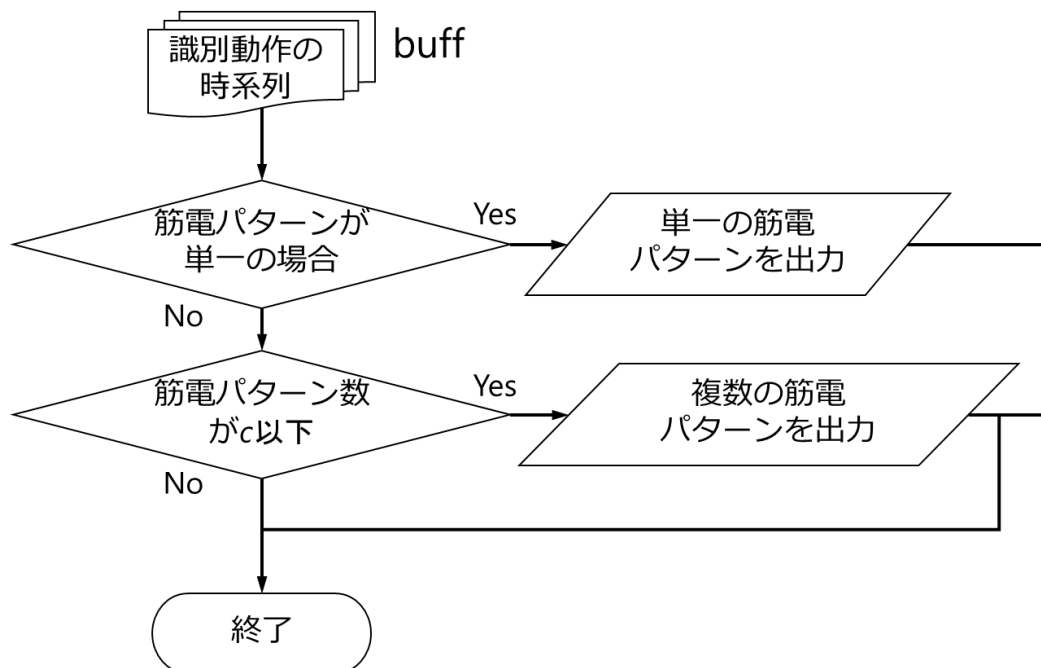 識別動作の
時系列
buff
筋電パターンが
単一の場合
Yes
単一の筋電
パターンを出力
No
筋電パターン数
がc以下
Yes
複数の筋電
パターンを出力
No
終了